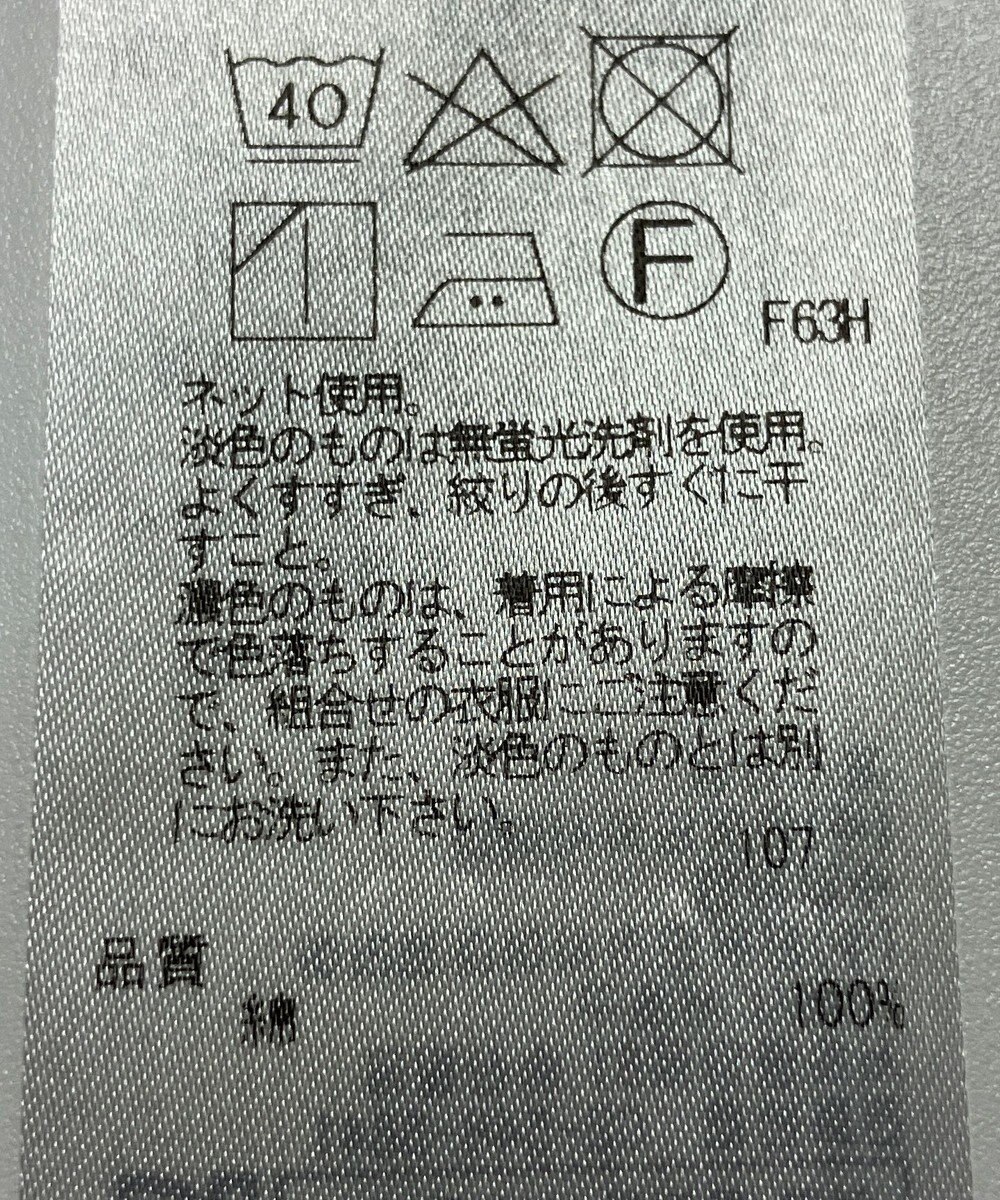 40
F
F63H
ネット使用。
淡色のものは無蛍光洗剤を使用。
よくすすぎ、絞りの後すぐに干
すこと。
濃色のものは、着用による摩擦
で色落ちすることがありますの
で、組合せの衣服にご注意くだ
さい。また、淡色のものとは別
にお洗い下さい。
107
品質
綿 100%